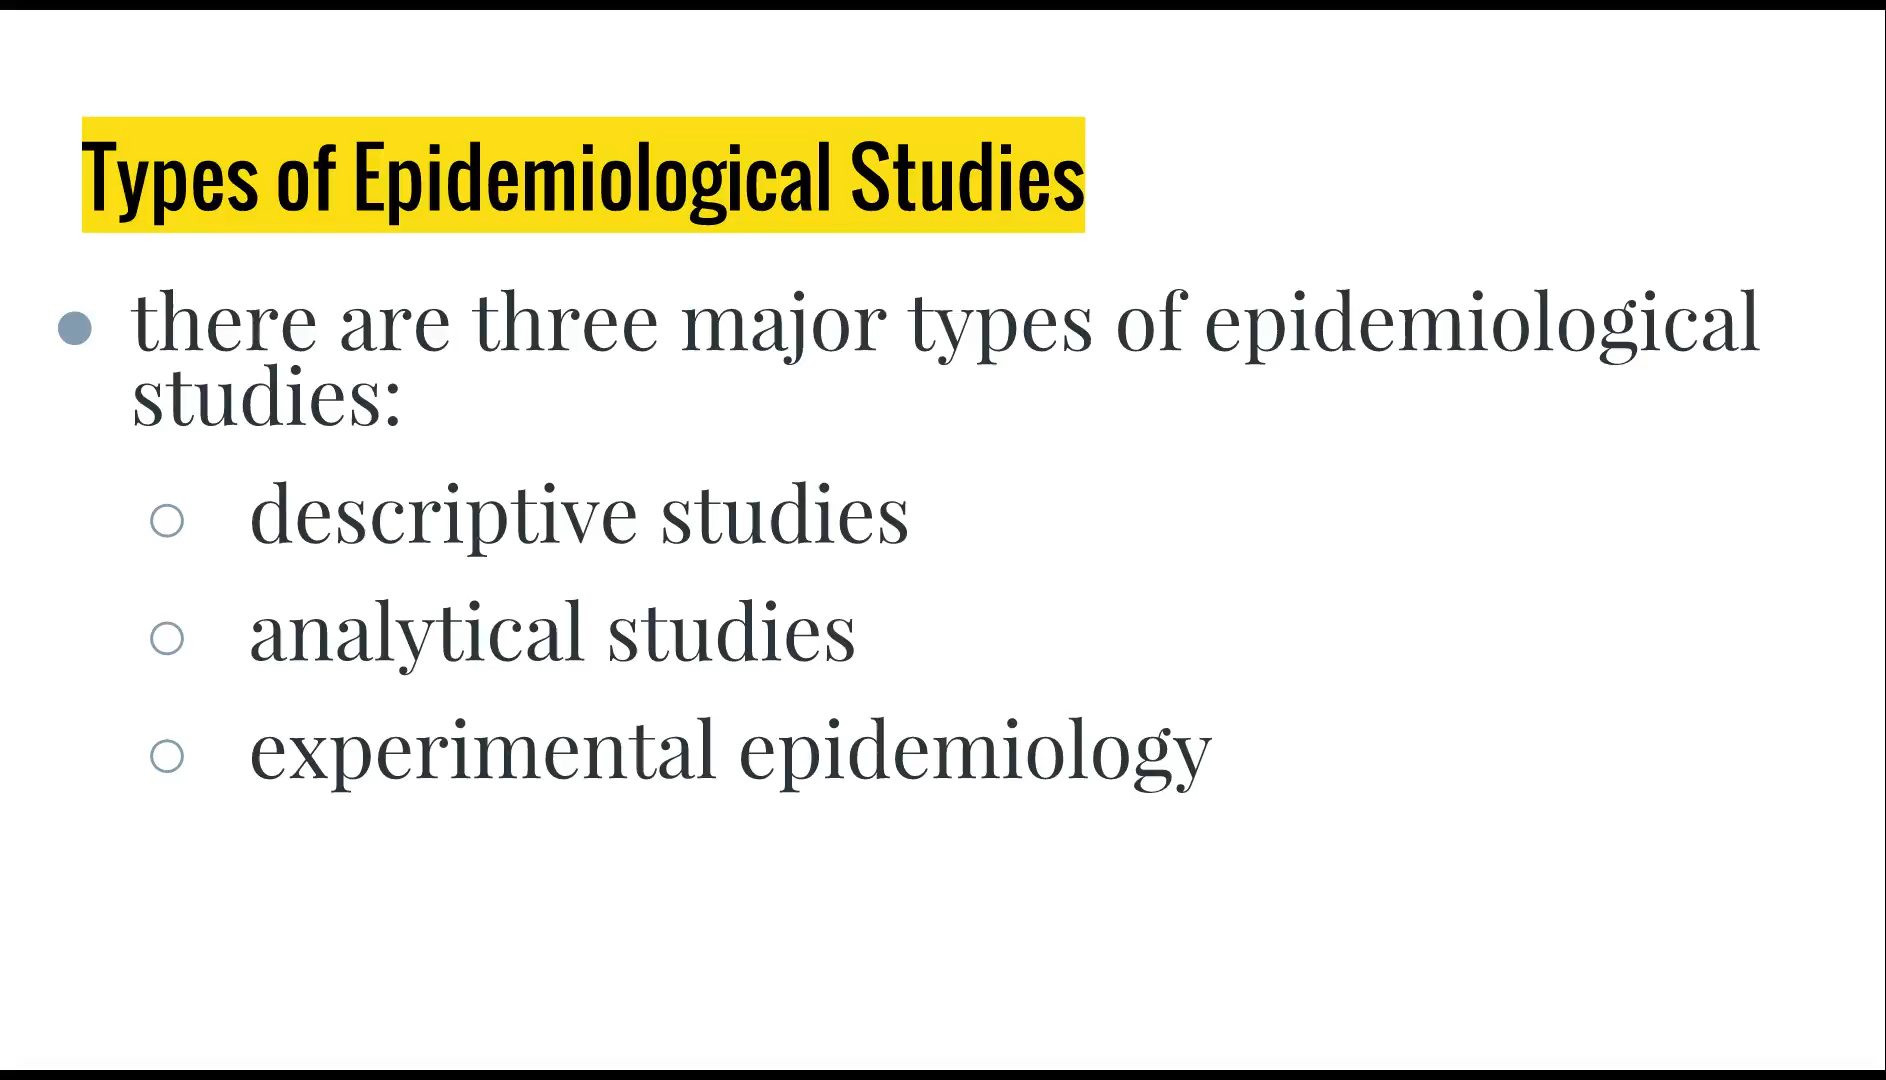 Types of Epidemiological Studies
there are three major types of epidemiological
studies:
descriptive studies
analytical studies
experimental epidemiology